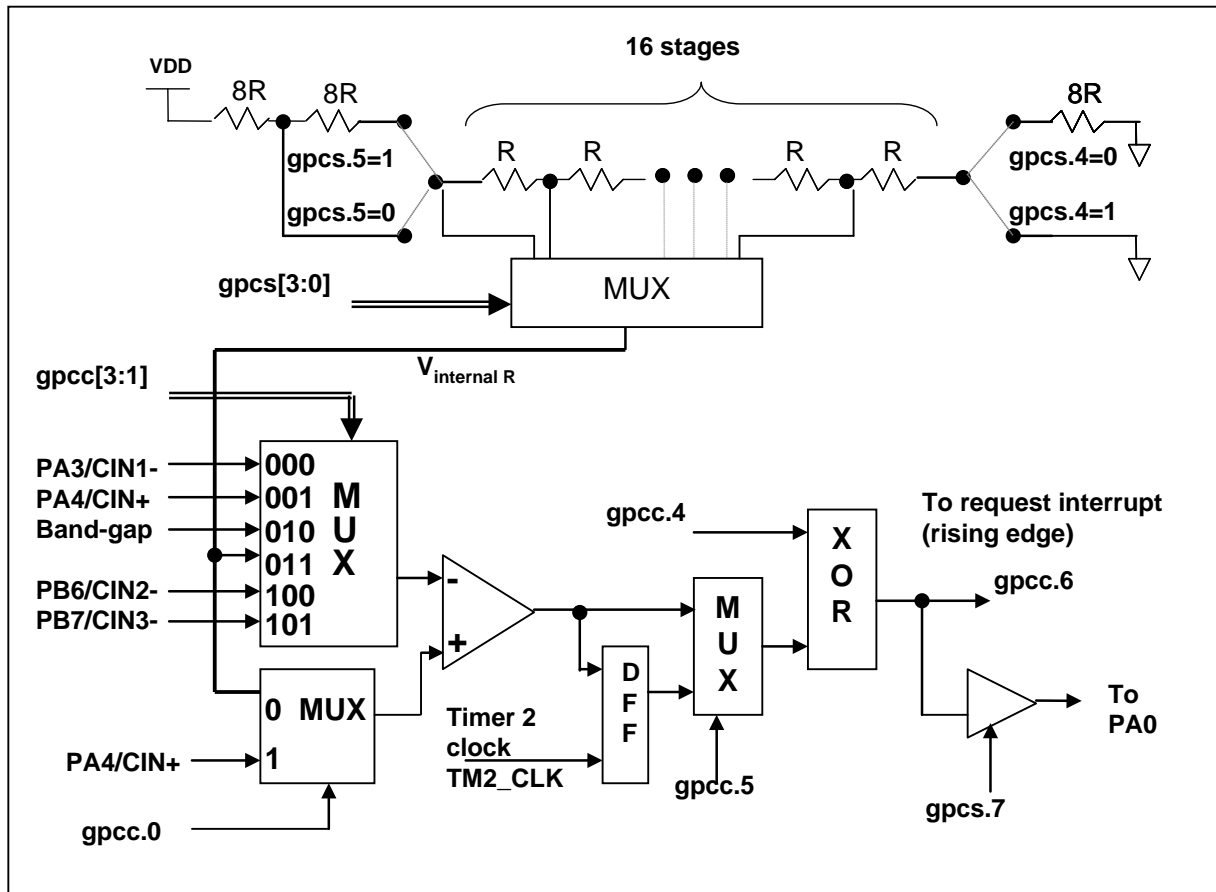 16 stages
VDD
8R
8R
8R
gpcs.5=1
R
R
R
R
gpcs.4=0
gpcs.5=0
gpcs.4=1
gpcs[3:0]
MUX
Vinternal R
gpcc[3:1]
PA3/CIN1-
000
PA4/CIN+
001
Band-gap
010
011
PB6/CIN2-
100
PB7/CIN3-
101
M
U
X
-
+
gpcc.4
X
O
R
To request interrupt
(rising edge)
gpcc.6
M
U
X
D
F
F
0 MUX
1
PA4/CIN+
gpcc.0
Timer 2
clock
TM2_CLK
gpcc.5
To
PA0
gpcs.7